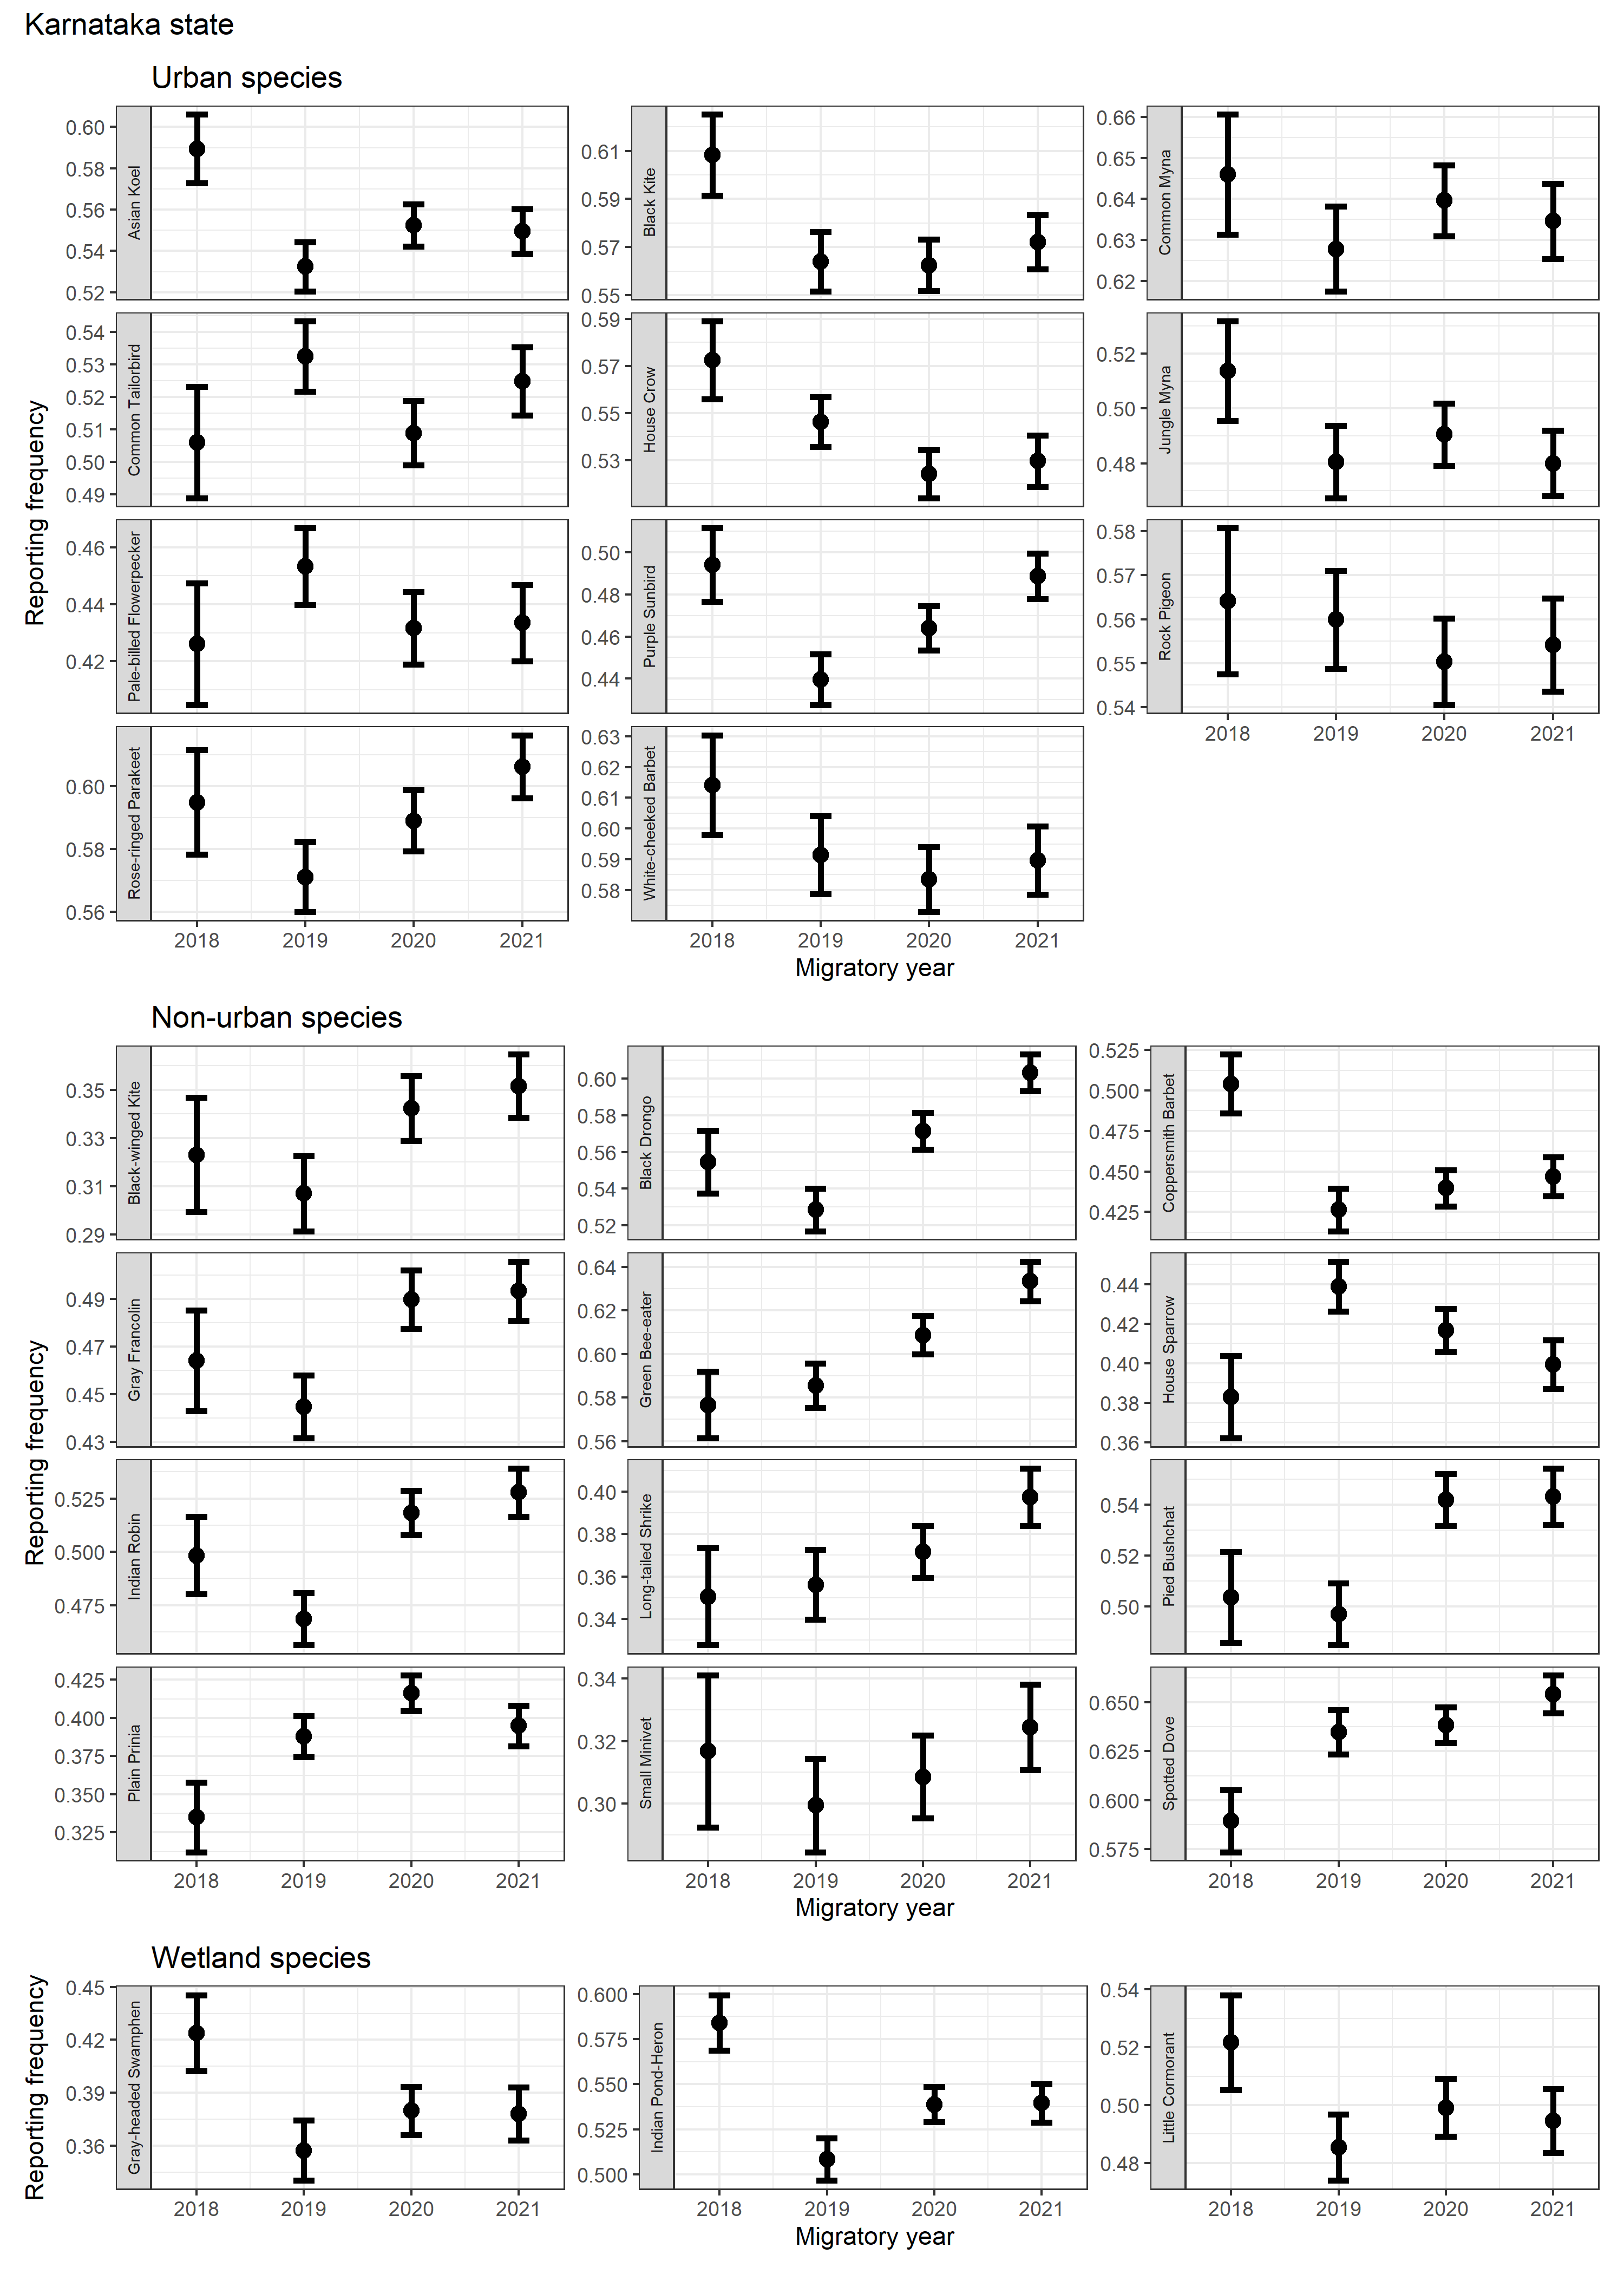 Karnataka state
Urban species
Reporting frequency
Asian Koel
0.60
0.58
0.56
0.54
0.52
Black Kite
0.61
0.59
0.57
0.55
Common Myna
0.66
0.65
0.64
0.63
0.62
Common Tailorbird
0.54
0.53
0.52
0.51
0.50
0.49
House Crow
0.59
0.57
0.55
0.53
Jungle Myna
0.52
0.50
0.48
Pale-billed Flowerpecker
0.46
0.44
0.42
Purple Sunbird
0.50
0.48
0.46
0.44
Rock Pigeon
0.58
0.57
0.56
0.55
0.54
2018 2019 2020 2021
Rose-ringed Parakeet
0.60
0.58
0.56
2018 2019 2020 2021
White-cheeked Barbet
0.63
0.62
0.61
0.60
0.59
0.58
2018 2019 2020 2021
Migratory year
Non-urban species
Reporting frequency
Black-winged Kite
0.35
0.33
0.31
0.29
Black Drongo
0.60
0.58
0.56
0.54
0.52
Coppersmith Barbet
0.525
0.500
0.475
0.450
0.425
Gray Francolin
0.49
0.47
0.45
0.43
Green Bee-eater
0.64
0.62
0.60
0.58
0.56
House Sparrow
0.44
0.42
0.40
0.38
0.36
Indian Robin
0.525
0.500
0.475
Long-tailed Shrike
0.40
0.38
0.36
0.34
Pied Bushchat
0.54
0.52
0.50
Plain Prinia
0.425
0.400
0.375
0.350
0.325
2018 2019 2020 2021
Small Minivet
0.34
0.32
0.30
2018 2019 2020 2021
Spotted Dove
0.650
0.625
0.600
0.575
2018 2019 2020 2021
Migratory year
Wetland species
Reporting frequency
Gray-headed Swamphen
0.45
0.42
0.39
0.36
2018 2019 2020 2021
Indian Pond-Heron
0.600
0.575
0.550
0.525
0.500
2018 2019 2020 2021
Little Cormorant
0.54
0.52
0.50
0.48
2018 2019 2020 2021
Migratory year